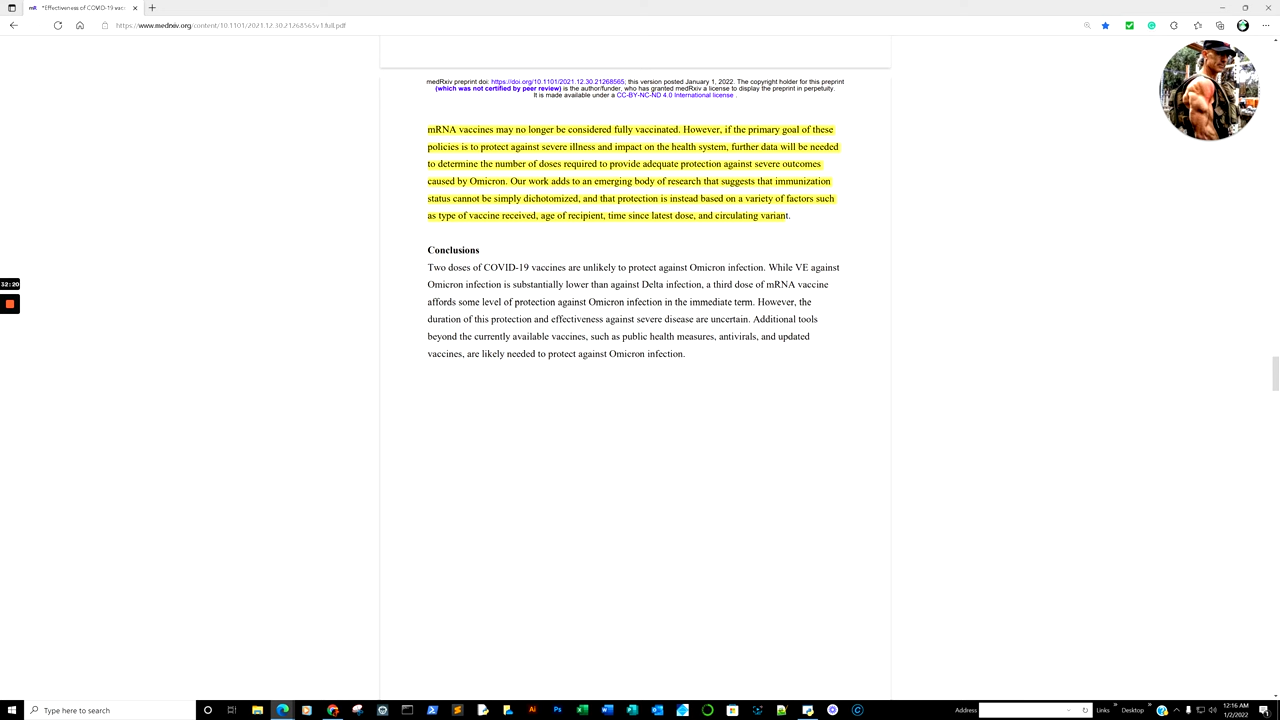 *Effectiveness of COVID-19 vacc
https://www.medrxiv.org/content/10.1101/2021.12.30.21268565v1.full.pdf
medRxiv preprint doi: https://doi.org/10.1101/2021.12.30.21268565; this version posted January 1, 2022. The copyright holder for this preprint
(which was not certified by peer review) is the author/funder, who has granted medRxiv a license to display the preprint in perpetuity.
It is made available under a CC-BY-NC-ND 4.0 International license .
mRNA vaccines may no longer be considered fully vaccinated. However, if the primary goal of these
policies is to protect against severe illness and impact on the health system, further data will be needed
to determine the number of doses required to provide adequate protection against severe outcomes
caused by Omicron. Our work adds to an emerging body of research that suggests that immunization
status cannot be simply dichotomized, and that protection is instead based on a variety of factors such
as type of vaccine received, age of recipient, time since latest dose, and circulating variant.
32:20
Conclusions
Two doses of COVID-19 vaccines are unlikely to protect against Omicron infection. While VE against
Omicron infection is substantially lower than against Delta infection, a third dose of mRNA vaccine
affords some level of protection against Omicron infection in the immediate term. However, the
duration of this protection and effectiveness against severe disease are uncertain. Additional tools
beyond the currently available vaccines, such as public health measures, antivirals, and updated
vaccines, are likely needed to protect against Omicron infection.
Type here to search
Address
Links
Desktop
12:16 AM
1/2/2022